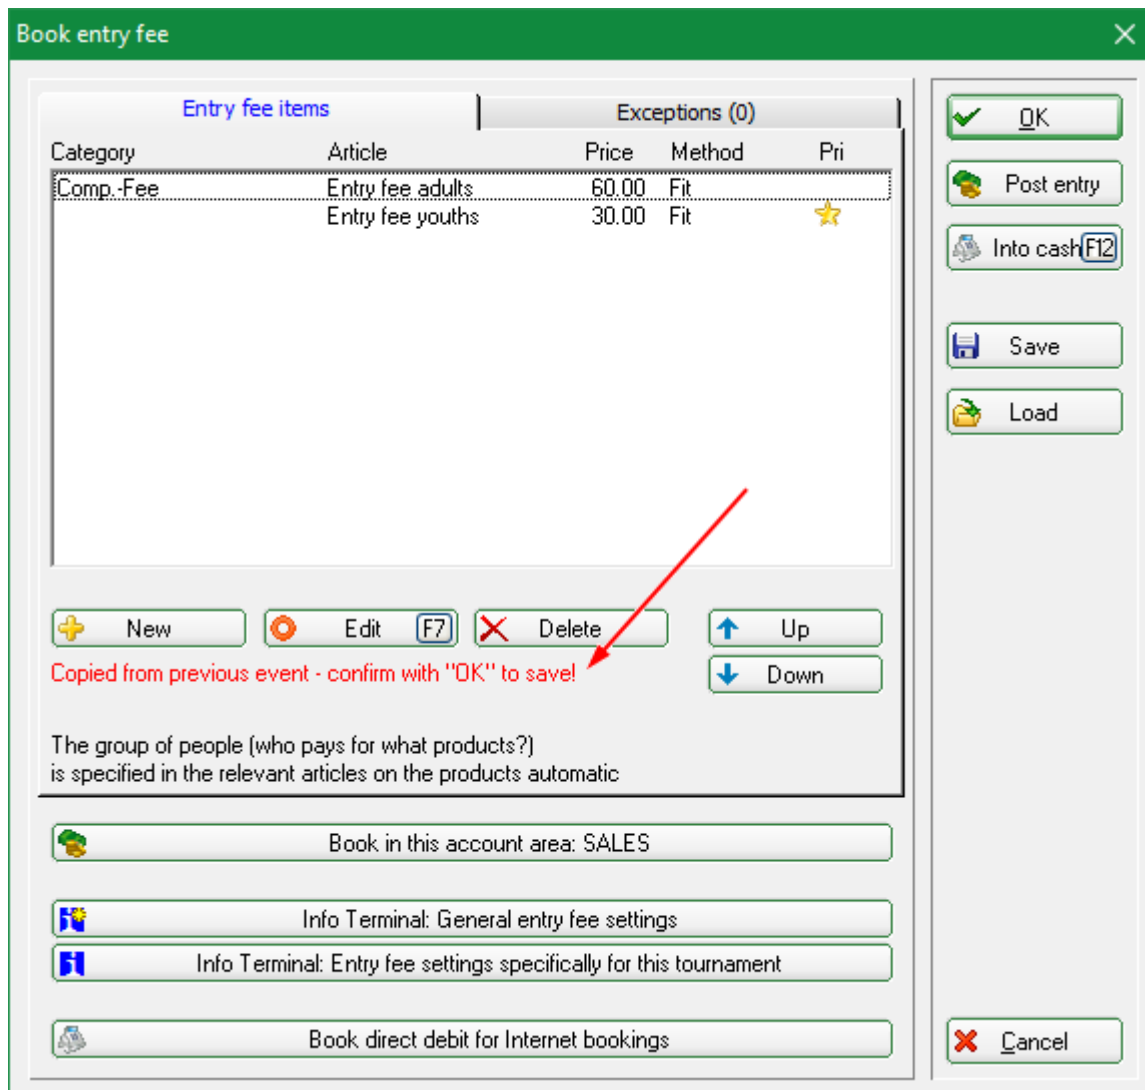 Book entry fee
Entry fee items
Exceptions (0)
Category Article Price Method Pri
Comp.-Fee Entry fee adults 60.00 Fit
Entry fee youths 30.00 Fit
New
Edit F7
Delete
Up
Copied from previous event - confirm with "OK" to save!
Down
The group of people (who pays for what products?)
is specified in the relevant articles on the products automatic
Book in this account area: SALES
Info Terminal: General entry fee settings
Info Terminal: Entry fee settings specifically for this tournament
Book direct debit for Internet bookings
OK
Post entry
Into cash F12
Save
Load
Cancel